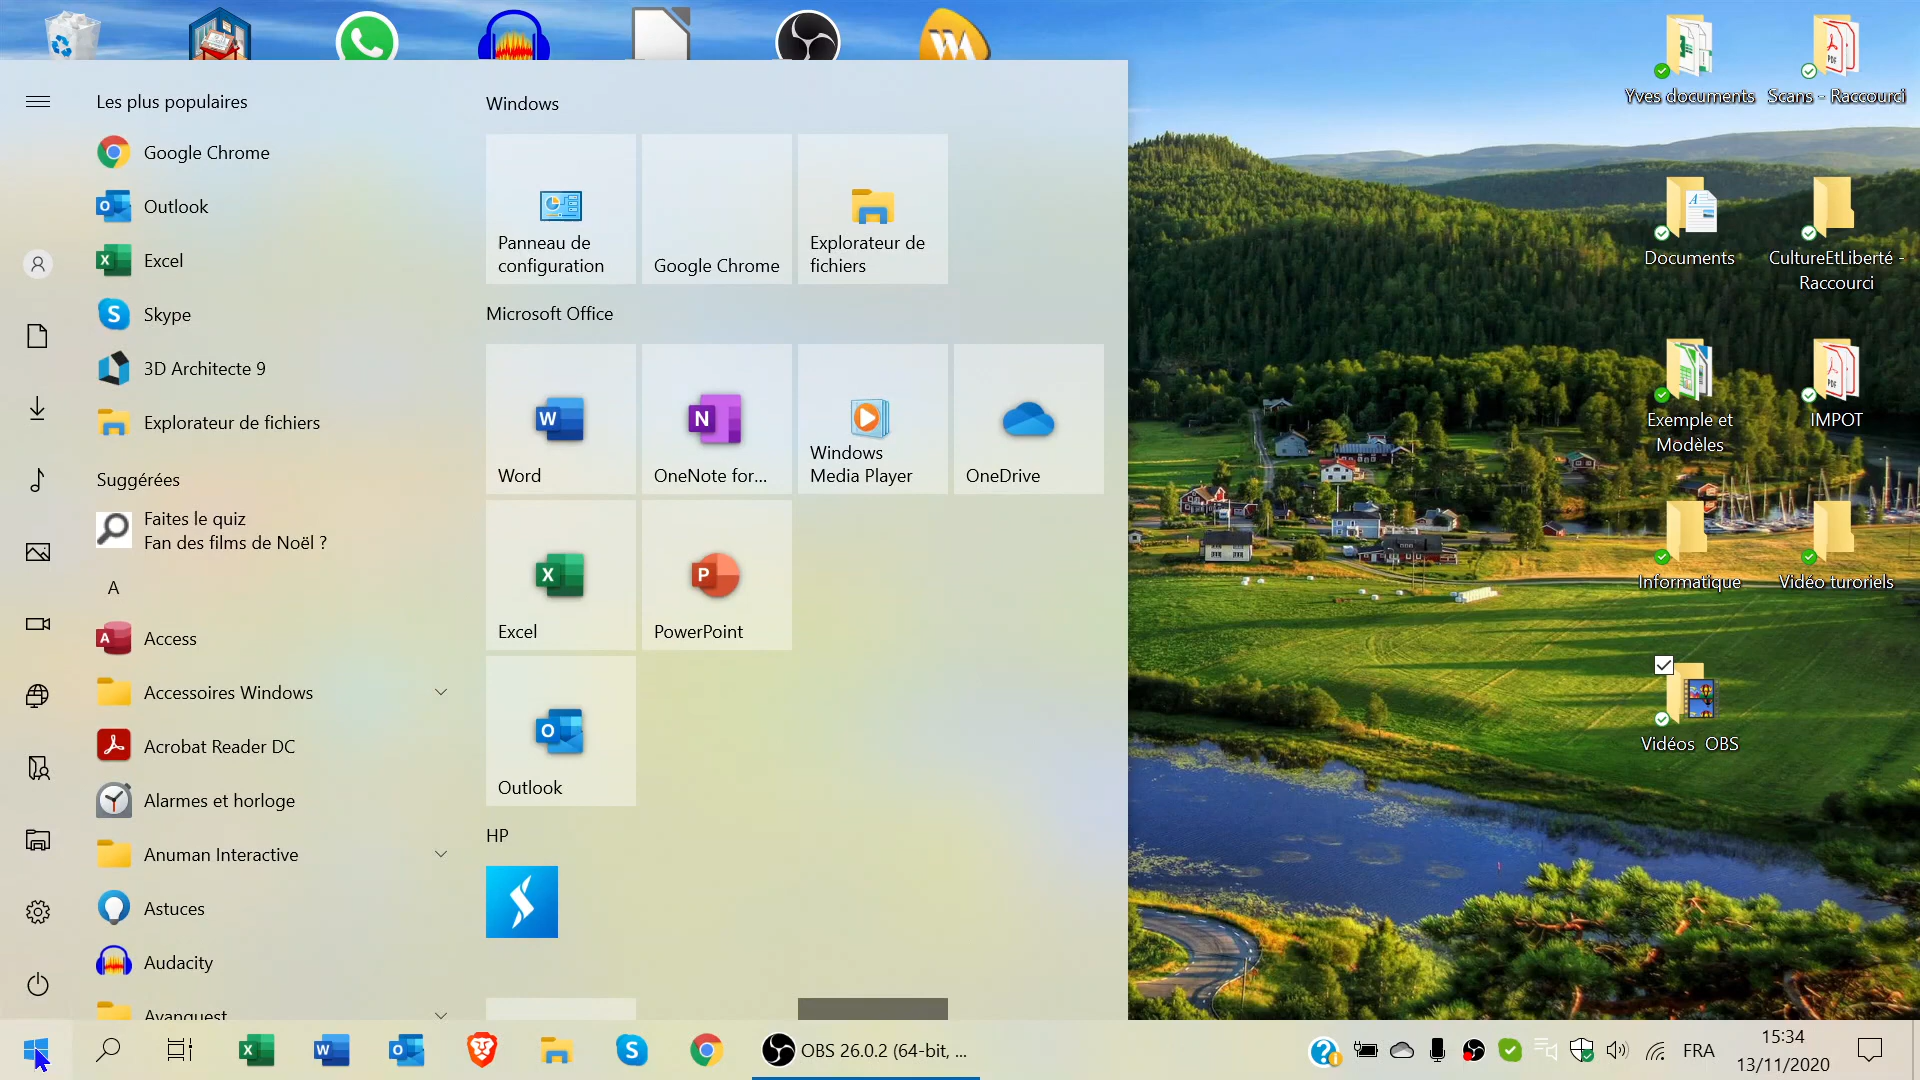 Les plus populaires
Google Chrome
Outlook
Excel
Skype
3D Architecte 9
Explorateur de fichiers
Suggérées
Faites le quiz
Fan des films de Noël ?
A
Access
Accessoires Windows
Acrobat Reader DC
Alarmes et horloge
Anuman Interactive
Astuces
Audacity
Avanquest
Windows
Panneau de
configuration
Google Chrome
Explorateur de
fichiers
Microsoft Office
Word
OneNote for...
Windows
Media Player
OneDrive
Excel
PowerPoint
Outlook
HP
Yves documents
Scans - Raccourci
Documents
CultureEtLiberté -
Raccourci
Exemple et
Modèles
IMPOT
Informatique
Vidéo turoriels
Vidéos OBS
OBS 26.0.2 (64-bit, ...
FRA
15:34
13/11/2020